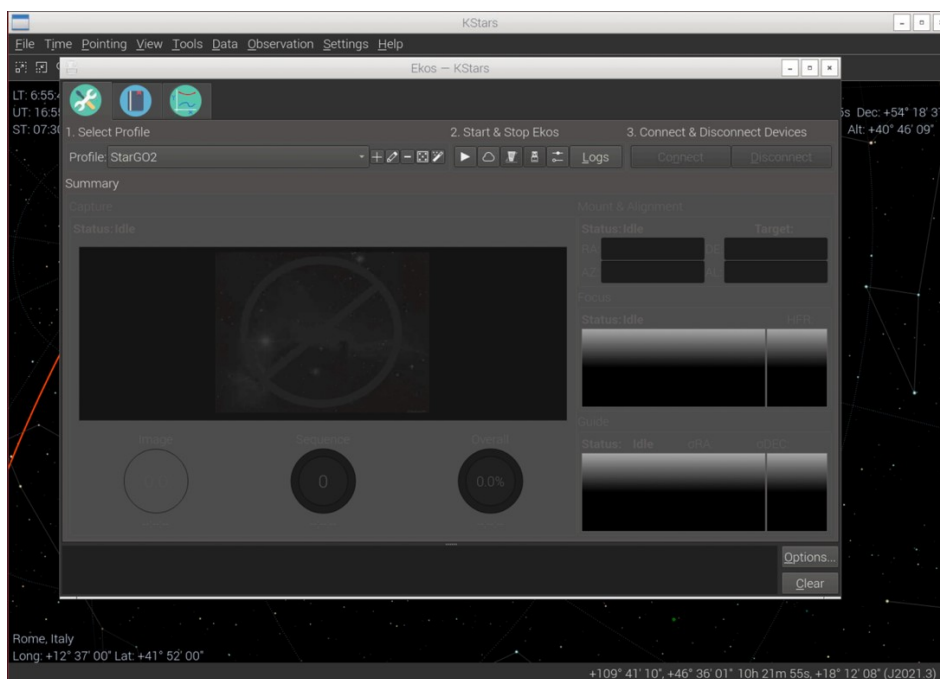 KStars
File Time Pointing View Tools Data Observation Settings Help
Ekos — KStars
LT: 6:55:
UT: 16:5
ST: 07:3
5s Dec: +54° 18' 3
Alt: +40° 46' 09"
1. Select Profile
2. Start & Stop Ekos
3. Connect & Disconnect Devices
Profile: StarGO2
Logs
Connect
Disconnect
Summary
Capture
Status: Idle
Mount & Alignment
Status: Idle
Target:
RA:
DE:
AZ:
AL:
Focus
Status: Idle
HFR
Image
Sequence
Overall
0
0.0%
Guide
Status: Idle σRA σDEC
Options...
Clear
Rome, Italy
Long: +12° 37' 00" Lat: +41° 52' 00"
+109° 41' 10", +46° 36' 01" 10h 21m 55s, +18° 12' 08" (J2021.3)